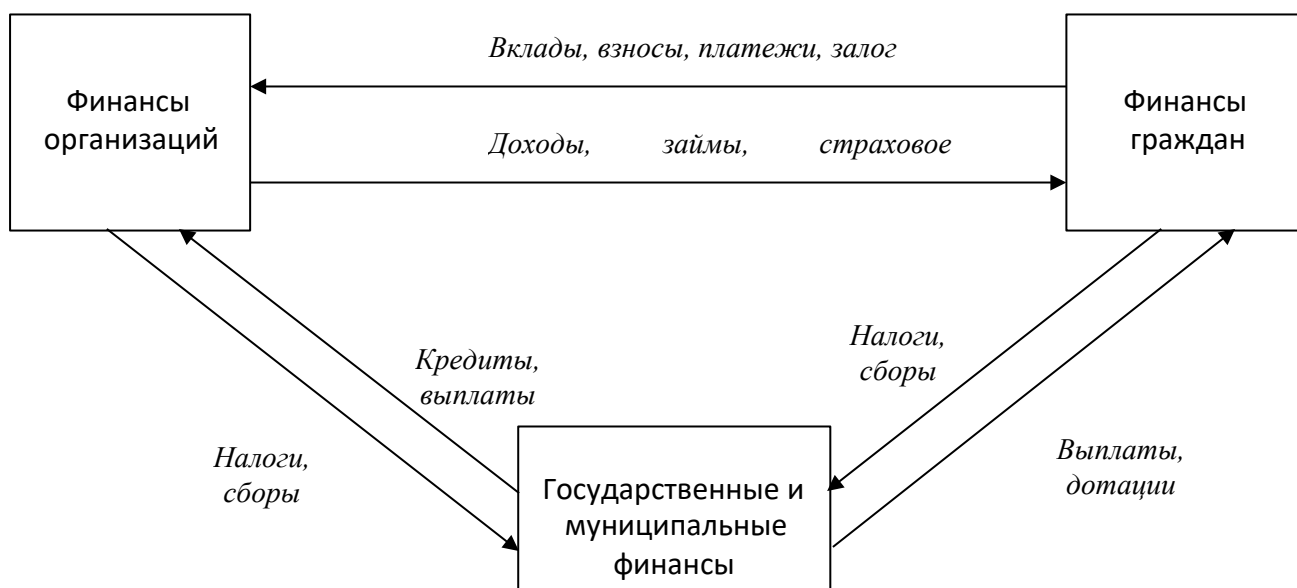 Вклады, взносы, платежи, залог
Финансы
организаций
Финансы
граждан
Доходы, займы, страховое
Кредиты,
выплаты
Налоги,
сборы
Налоги,
сборы
Выплаты,
дотации
Государственные и
муниципальные
финансы